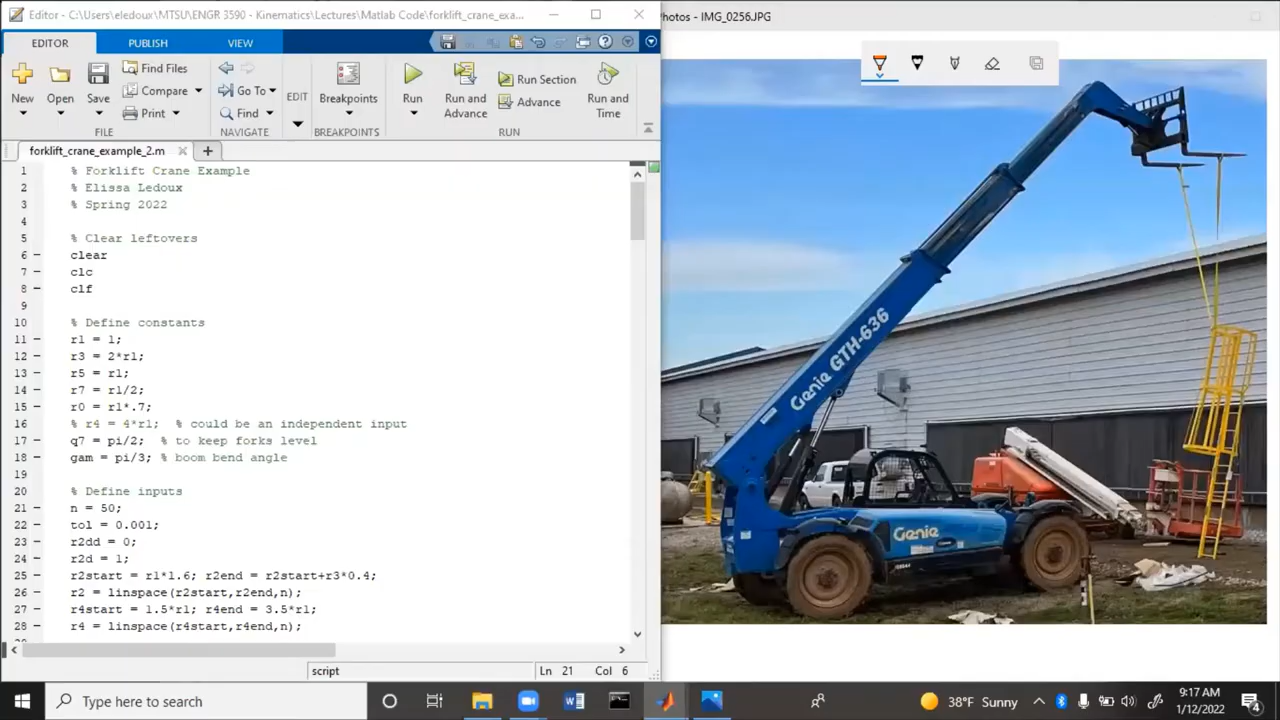 Editor - C:\Users\eledoux\MTSU\ENGR 3590 - Kinematics\Lectures\Matlab Code\forklift_crane_exa...
Photos - IMG_0256.JPG
EDITOR PUBLISH VIEW
New Open Save Find Files Compare Print
Go To Find
EDIT
Breakpoints
Run Run and Advance Run Section Advance Run and Time
FILE NAVIGATE BREAKPOINTS RUN
forklift_crane_example_2.m
1 % Forklift Crane Example
2 % Elissa Ledoux
3 % Spring 2022
4
5 % Clear leftovers
6 clear
7 clc
8 clf
9
10 % Define constants
11 r1 = 1;
12 r3 = 2*r1;
13 r5 = r1;
14 r7 = r1/2;
15 r0 = r1*.7;
16 % r4 = 4*r1; % could be an independent input
17 q7 = pi/2; % to keep forks level
18 gam = pi/3; % boom bend angle
19
20 % Define inputs
21 n = 50;
22 tol = 0.001;
23 r2dd = 0;
24 r2d = 1;
25 r2start = r1*1.6; r2end = r2start+r3*0.4;
26 r2 = linspace(r2start,r2end,n);
27 r4start = 1.5*r1; r4end = 3.5*r1;
28 r4 = linspace(r4start,r4end,n);
script Ln 21 Col 6
Genie GTH-636
Genie
Type here to search
38°F Sunny
9:17 AM
1/12/2022
4